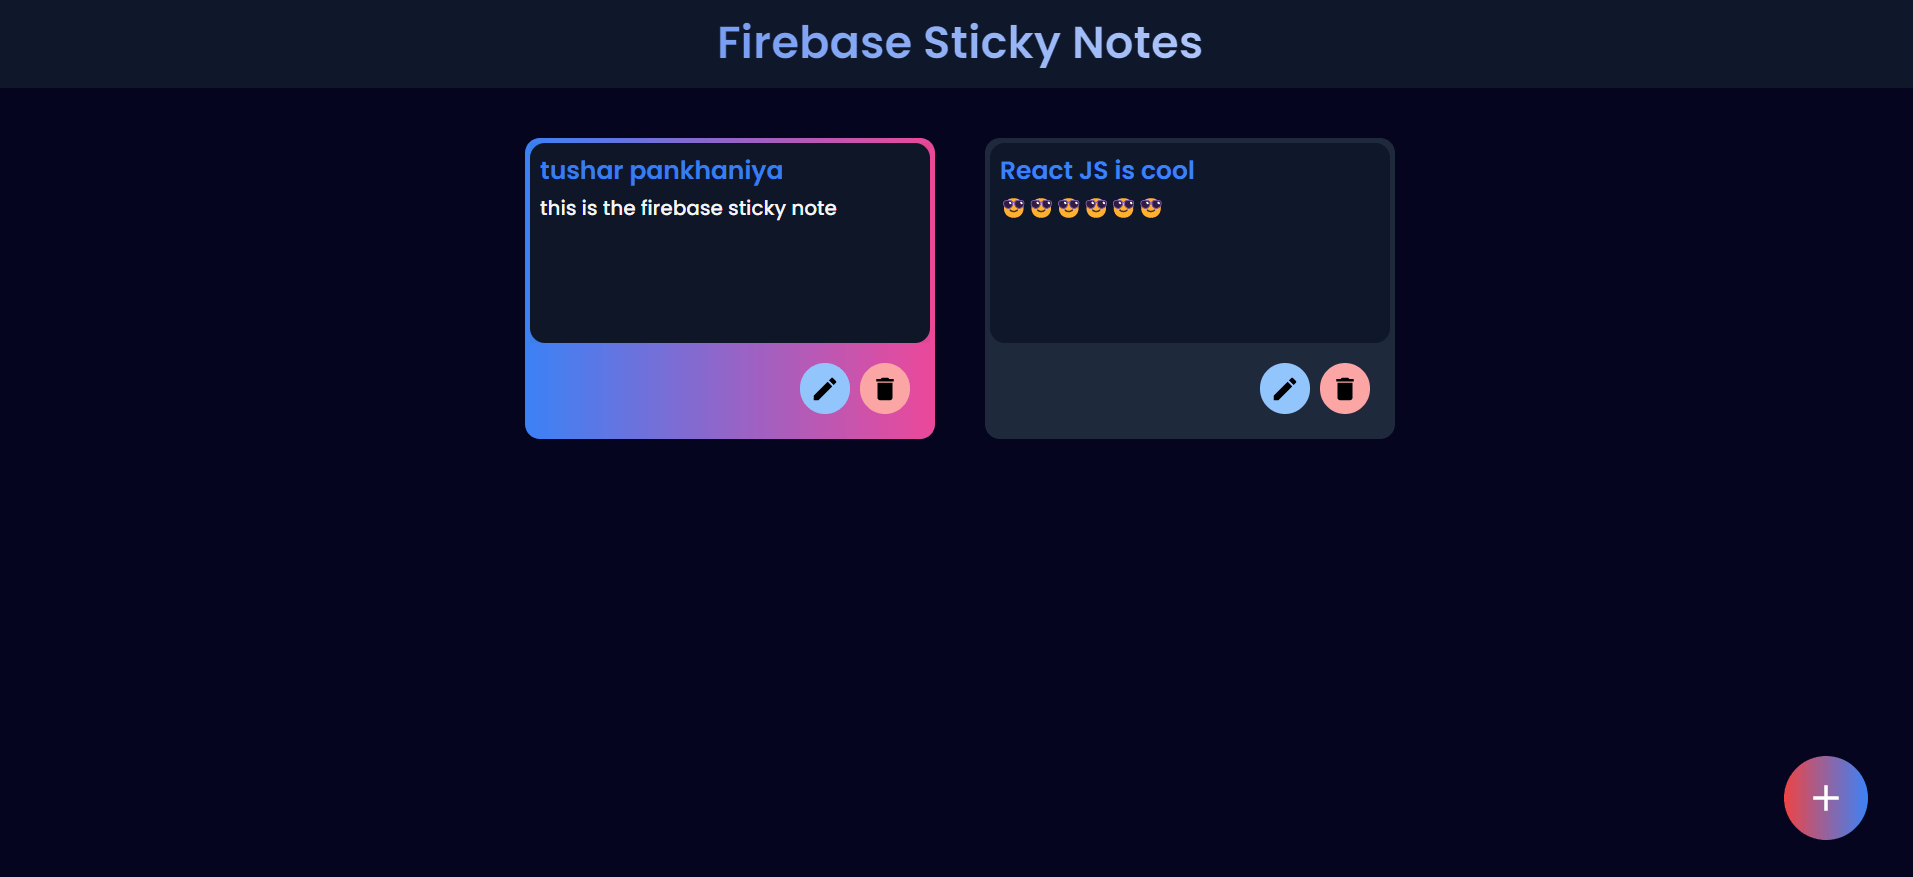 Firebase Sticky Notes
tushar pankhaniya
this is the firebase sticky note
React JS is cool
😎😎😎😎😎😎